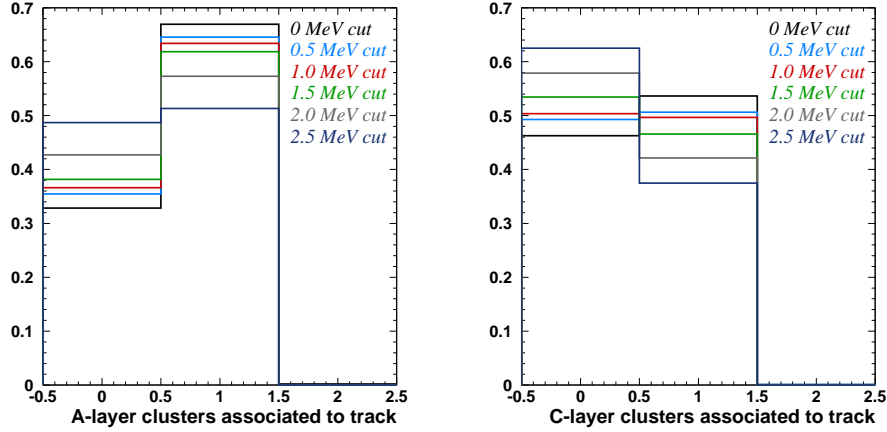 0.7
0.6
0.5
0.4
0.3
0.2
0.1
0
-0.5 0 0.5 1 1.5 2 2.5
A-layer clusters associated to track
0 MeV cut
0.5 MeV cut
1.0 MeV cut
1.5 MeV cut
2.0 MeV cut
2.5 MeV cut
0.7
0.6
0.5
0.4
0.3
0.2
0.1
0
-0.5 0 0.5 1 1.5 2 2.5
C-layer clusters associated to track
0 MeV cut
0.5 MeV cut
1.0 MeV cut
1.5 MeV cut
2.0 MeV cut
2.5 MeV cut